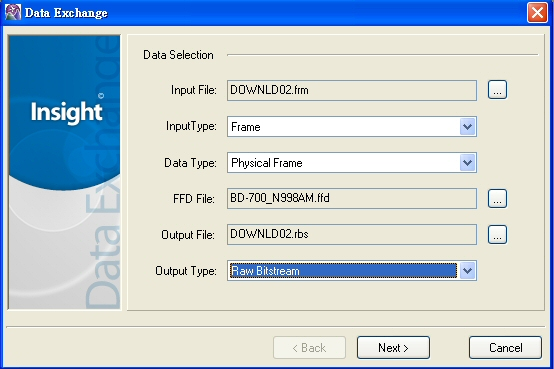 Data Exchange
Insight©
Data Exchange
Data Selection
Input File: DOWNLD02.frm ...
InputType: Frame
Data Type: Physical Frame
FFD File: BD-700_N998AM.ffd ...
Output File: DOWNLD02.rbs ...
Output Type: Raw Bitstream
< Back Next > Cancel